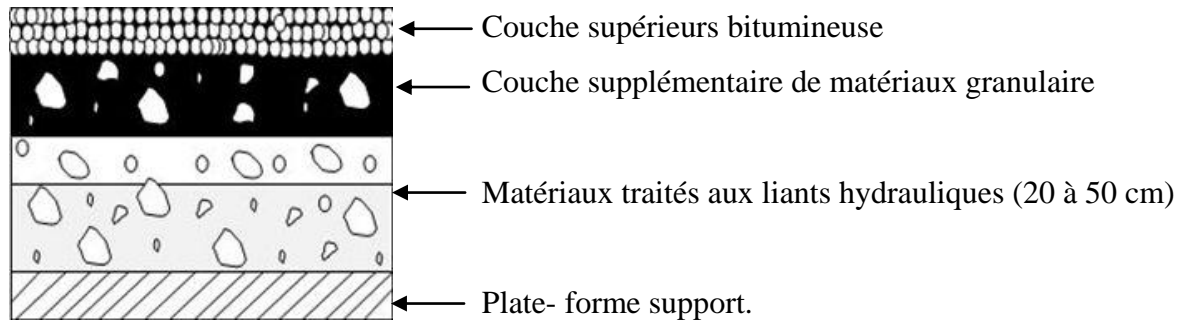 Couche supérieurs bitumineuse
Couche supplémentaire de matériaux granulaire
Matériaux traités aux liants hydrauliques (20 à 50 cm)
Plate- forme support.